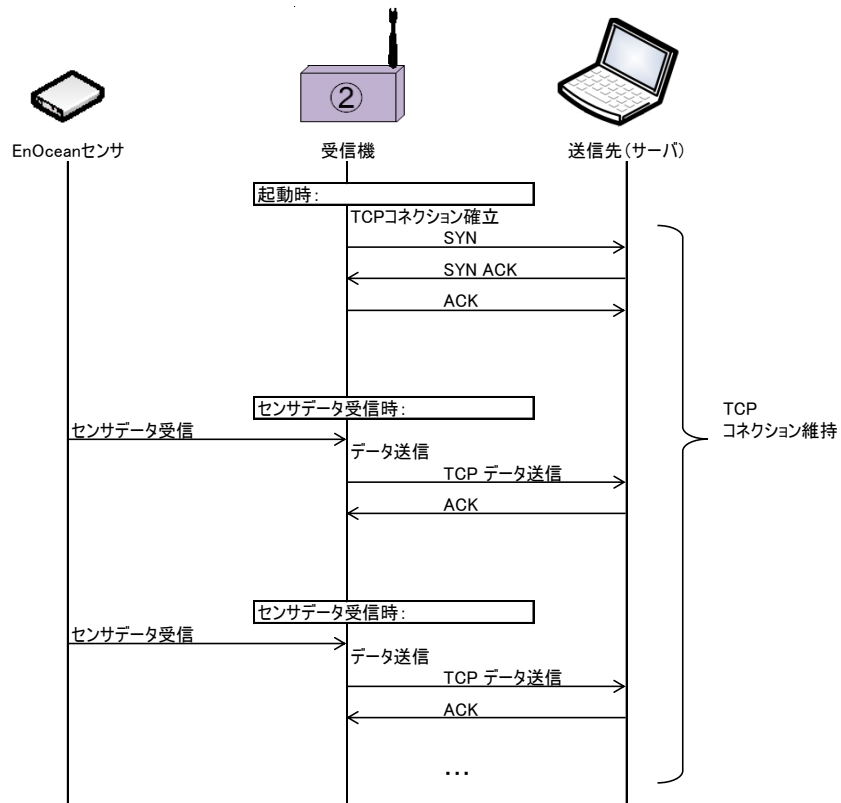 ②
EnOceanセンサ
受信機
送信先(サーバ)
起動時:
TCPコネクション確立
SYN
SYN ACK
ACK
センサデータ受信時:
センサデータ受信
データ送信
TCP データ送信
ACK
TCP
コネクション維持
センサデータ受信時:
センサデータ受信
データ送信
TCP データ送信
ACK
...